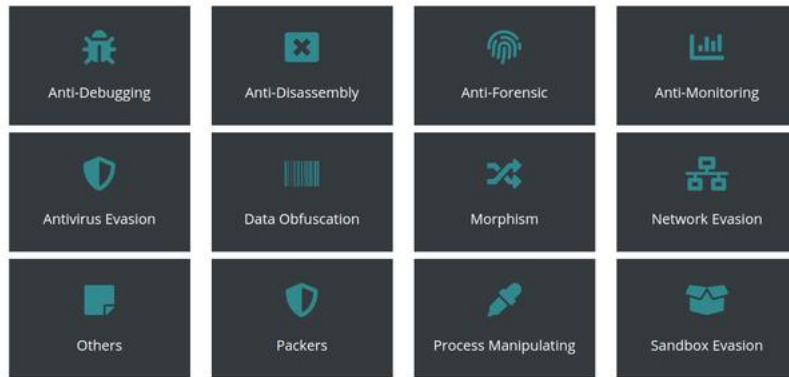 Anti-Debugging
Anti-Disassembly
Anti-Forensic
Anti-Monitoring
Antivirus Evasion
Data Obfuscation
Morphism
Network Evasion
Others
Packers
Process Manipulating
Sandbox Evasion